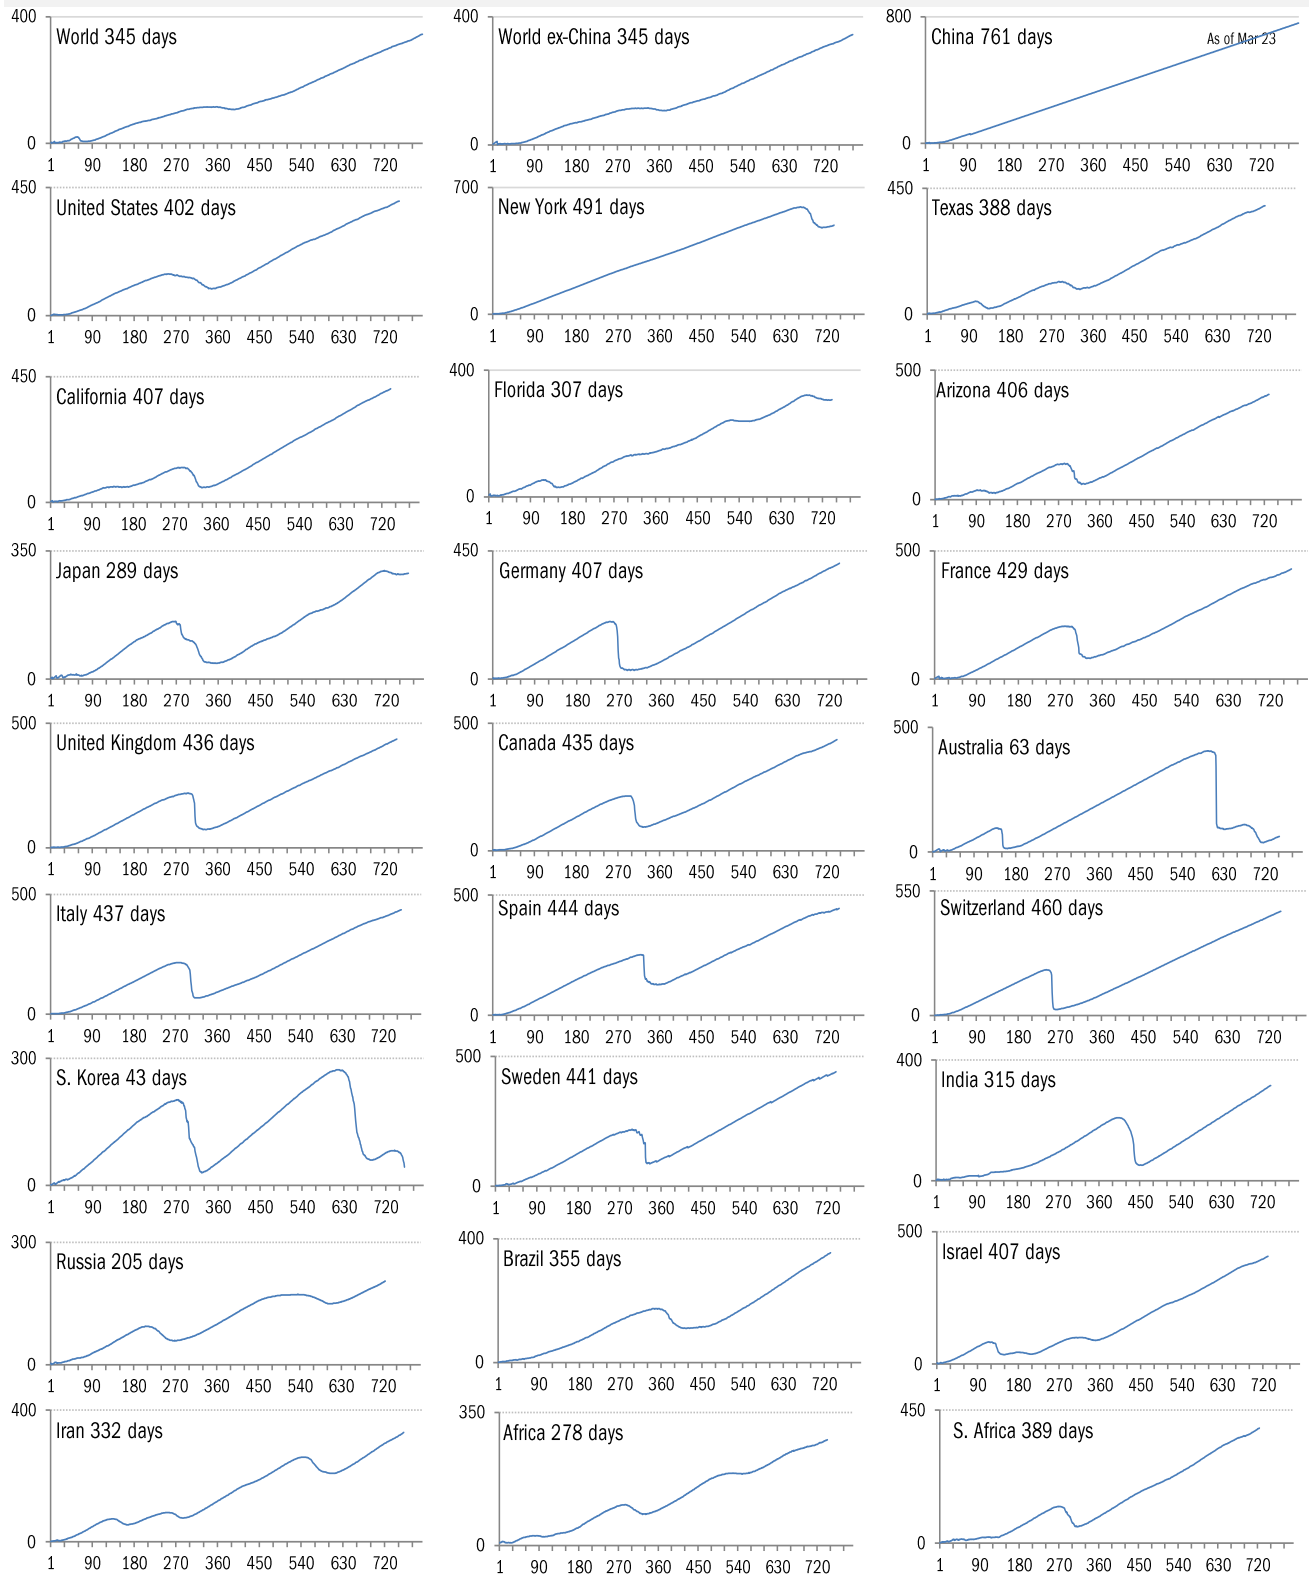 400 400 800
World 345 days World ex-China 345 days China 761 days As of Mar 23
0 0 0
1 90 180 270 360 450 540 630 720 1 90 180 270 360 450 540 630 720 1 90 180 270 360 450 540 630 720
450 700 450
United States 402 days New York 491 days Texas 388 days
0 0 0
1 90 180 270 360 450 540 630 720 1 90 180 270 360 450 540 630 720 1 90 180 270 360 450 540 630 720
450 400 500
California 407 days Florida 307 days Arizona 406 days
0 0 0
1 90 180 270 360 450 540 630 720 1 90 180 270 360 450 540 630 720 1 90 180 270 360 450 540 630 720
350 450 500
Japan 289 days Germany 407 days France 429 days
0 0 0
1 90 180 270 360 450 540 630 720 1 90 180 270 360 450 540 630 720 1 90 180 270 360 450 540 630 720
500 500 500
United Kingdom 436 days Canada 435 days Australia 63 days
0 0 0
1 90 180 270 360 450 540 630 720 1 90 180 270 360 450 540 630 720 1 90 180 270 360 450 540 630 720
500 500 550
Italy 437 days Spain 444 days Switzerland 460 days
0 0 0
1 90 180 270 360 450 540 630 720 1 90 180 270 360 450 540 630 720 1 90 180 270 360 450 540 630 720
300 500 400
S. Korea 43 days Sweden 441 days India 315 days
0 0 0
1 90 180 270 360 450 540 630 720 1 90 180 270 360 450 540 630 720 1 90 180 270 360 450 540 630 720
300 400 500
Russia 205 days Brazil 355 days Israel 407 days
0 0 0
1 90 180 270 360 450 540 630 720 1 90 180 270 360 450 540 630 720 1 90 180 270 360 450 540 630 720
400 350 450
Iran 332 days Africa 278 days S. Africa 389 days
0 0 0
1 90 180 270 360 450 540 630 720 1 90 180 270 360 450 540 630 720 1 90 180 270 360 450 540 630 720